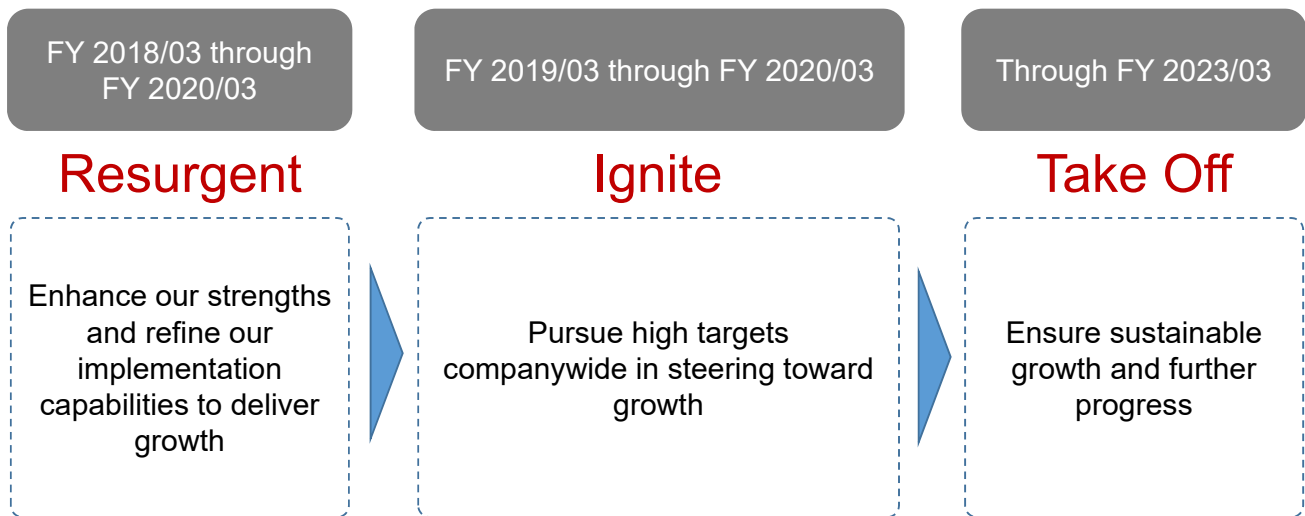 FY 2018/03 through
FY 2020/03
Resurgent
Enhance our strengths
and refine our
implementation
capabilities to deliver
growth
FY 2019/03 through FY 2020/03
Ignite
Pursue high targets
companywide in steering toward
growth
Through FY 2023/03
Take Off
Ensure sustainable
growth and further
progress